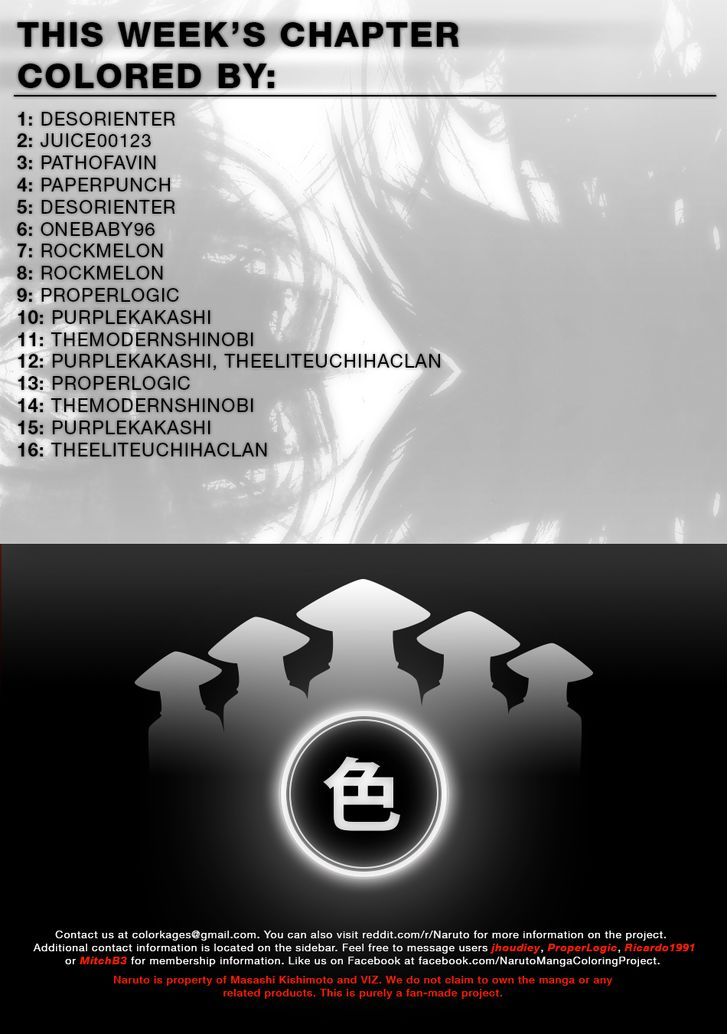 THIS WEEK'S CHAPTER
COLORED BY:
1: DESORIENTER
2: JUICE00123
3: PATHOFAVIN
4: PAPERPUNCH
5: DESORIENTER
6: ONEBABY96
7: ROCKMELON
8: ROCKMELON
9: PROPERLOGIC
10: PURPLEKAKASHI
11: THEMODERNSHINOBI
12: PURPLEKAKASHI, THEELITEUCHIHACLAN
13: PROPERLOGIC
14: THEMODERNSHINOBI
15: PURPLEKAKASHI
16: THEELITEUCHIHACLAN
色
Contact us at colorkages@gmail.com. You can also visit reddit.com/r/Naruto for more information on the project.
Additional contact information is located on the sidebar. Feel free to message users jhoudiey, ProperLogic, Ricardo1991
or MitchB3 for membership information. Like us on Facebook at facebook.com/NarutoMangaColoringProject.
Naruto is property of Masashi Kishimoto and VIZ. We do not claim to own the manga or any
related products. This is purely a fan-made project.